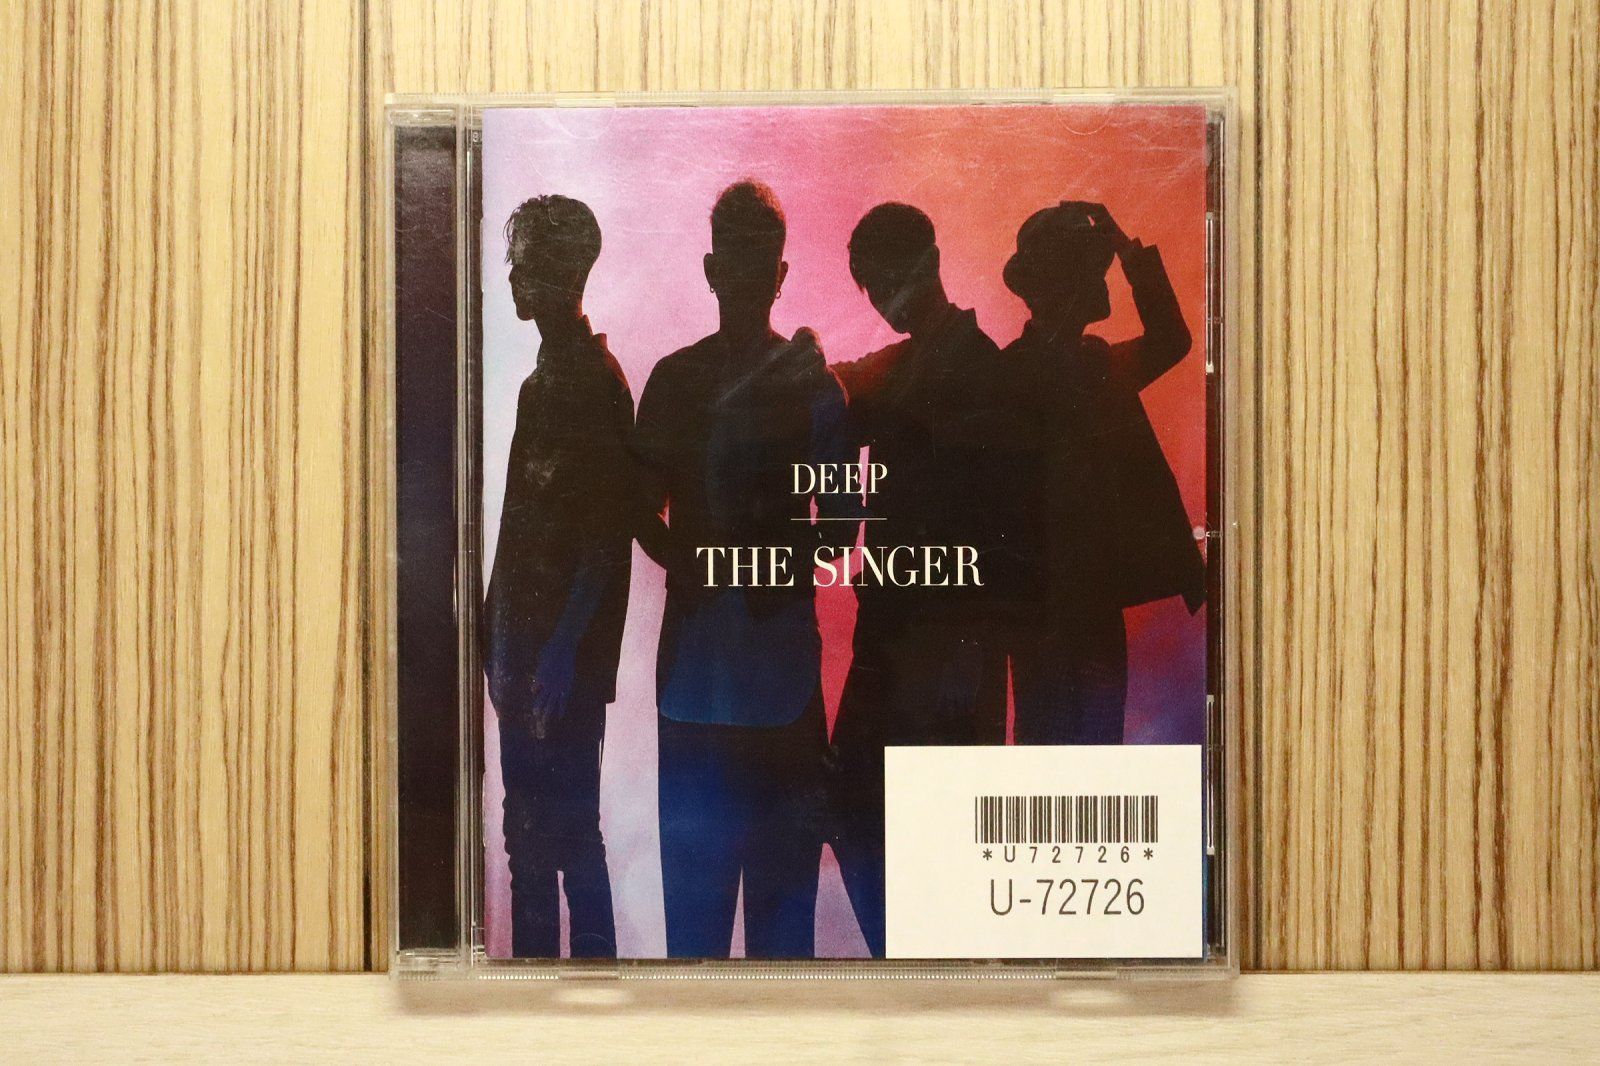 DEEP
THE SINGER
*U72726*
U-72726